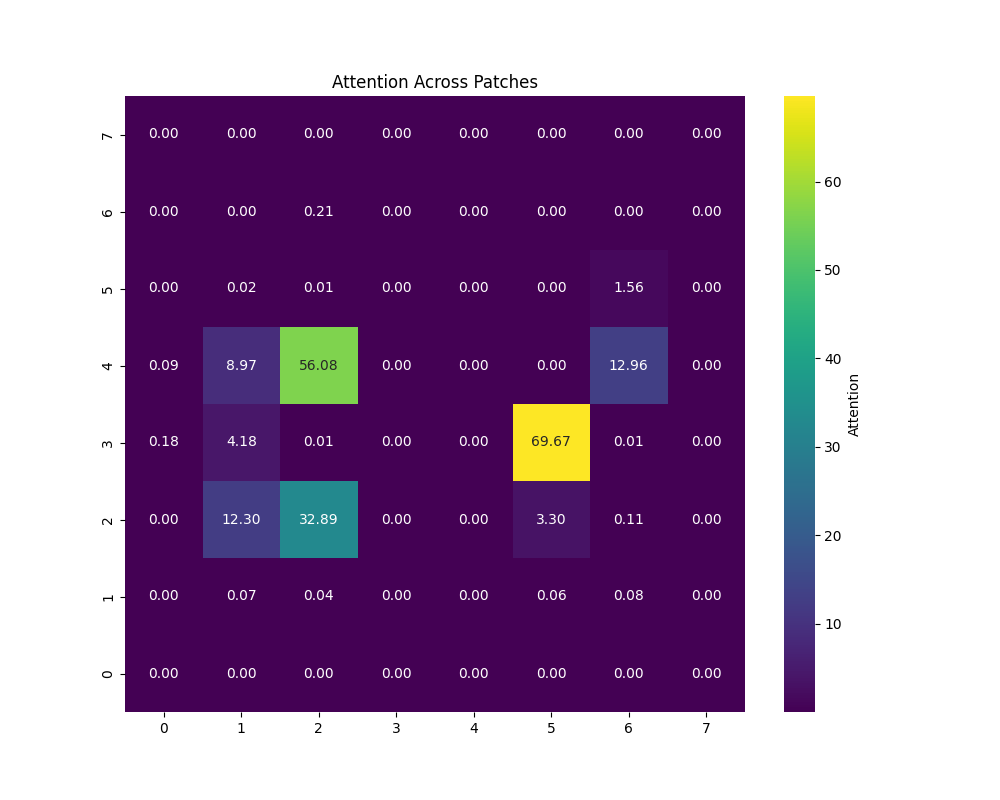 Attention Across Patches
7 0.00 0.00 0.00 0.00 0.00 0.00 0.00 0.00
6 0.00 0.00 0.21 0.00 0.00 0.00 0.00 0.00
5 0.00 0.02 0.01 0.00 0.00 0.00 1.56 0.00
4 0.09 8.97 56.08 0.00 0.00 0.00 12.96 0.00
3 0.18 4.18 0.01 0.00 0.00 69.67 0.01 0.00
2 0.00 12.30 32.89 0.00 0.00 3.30 0.11 0.00
1 0.00 0.07 0.04 0.00 0.00 0.06 0.08 0.00
0 0.00 0.00 0.00 0.00 0.00 0.00 0.00 0.00
0 1 2 3 4 5 6 7
60
50
40
30
20
10
Attention